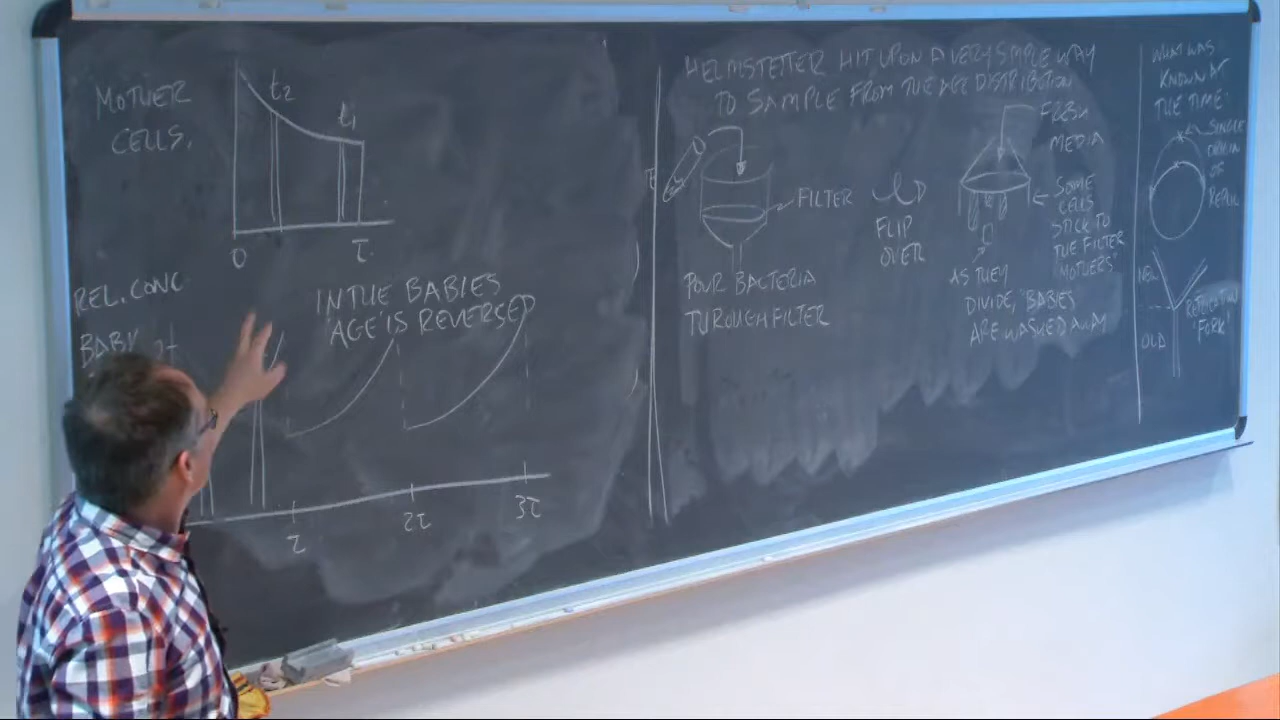 MOTHER
CELLS.
t₂
t₁
0
τ
REL. CONC
BABY
IN THE BABIES
'AGE' IS REVERSED
τ
2τ
3τ
HELMSTETTER HIT UPON A VERY SIMPLE WAY
TO SAMPLE FROM THE AGE DISTRIBUTION
FILTER
POUR BACTERIA
THROUGH FILTER
FLIP
OVER
FRESH
MEDIA
SOME
CELLS
STICK TO
THE FILTER
"MOTHERS"
AS THEY
DIVIDE, "BABIES
ARE WASHED AWAY
WHAT WAS
KNOWN AT
THE TIME:
SINGLE
ORIGIN
OF
REPLI
NEW
OLD
REPLICATION
'FORK'